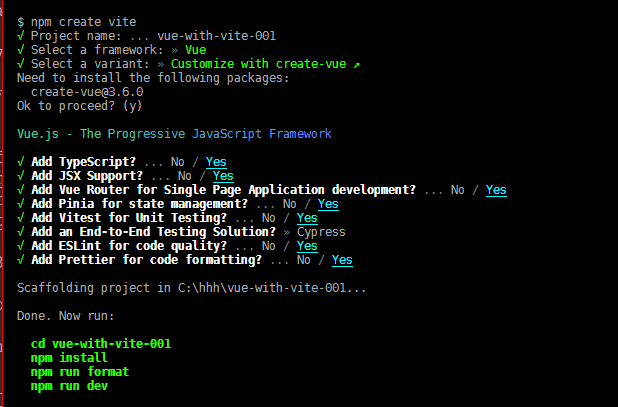 $ npm create vite
√ Project name: ... vue-with-vite-001
√ Select a framework: » Vue
√ Select a variant: » Customize with create-vue ↗
Need to install the following packages:
create-vue@3.6.0
Ok to proceed? (y)
Vue.js - The Progressive JavaScript Framework
√ Add TypeScript? ... No / Yes
√ Add JSX Support? ... No / Yes
√ Add Vue Router for Single Page Application development? ... No / Yes
√ Add Pinia for state management? ... No / Yes
√ Add Vitest for Unit Testing? ... No / Yes
√ Add an End-to-End Testing Solution? » Cypress
√ Add ESLint for code quality? ... No / Yes
√ Add Prettier for code formatting? ... No / Yes
Scaffolding project in C:\hhh\vue-with-vite-001...
Done. Now run:
cd vue-with-vite-001
npm install
npm run format
npm run dev